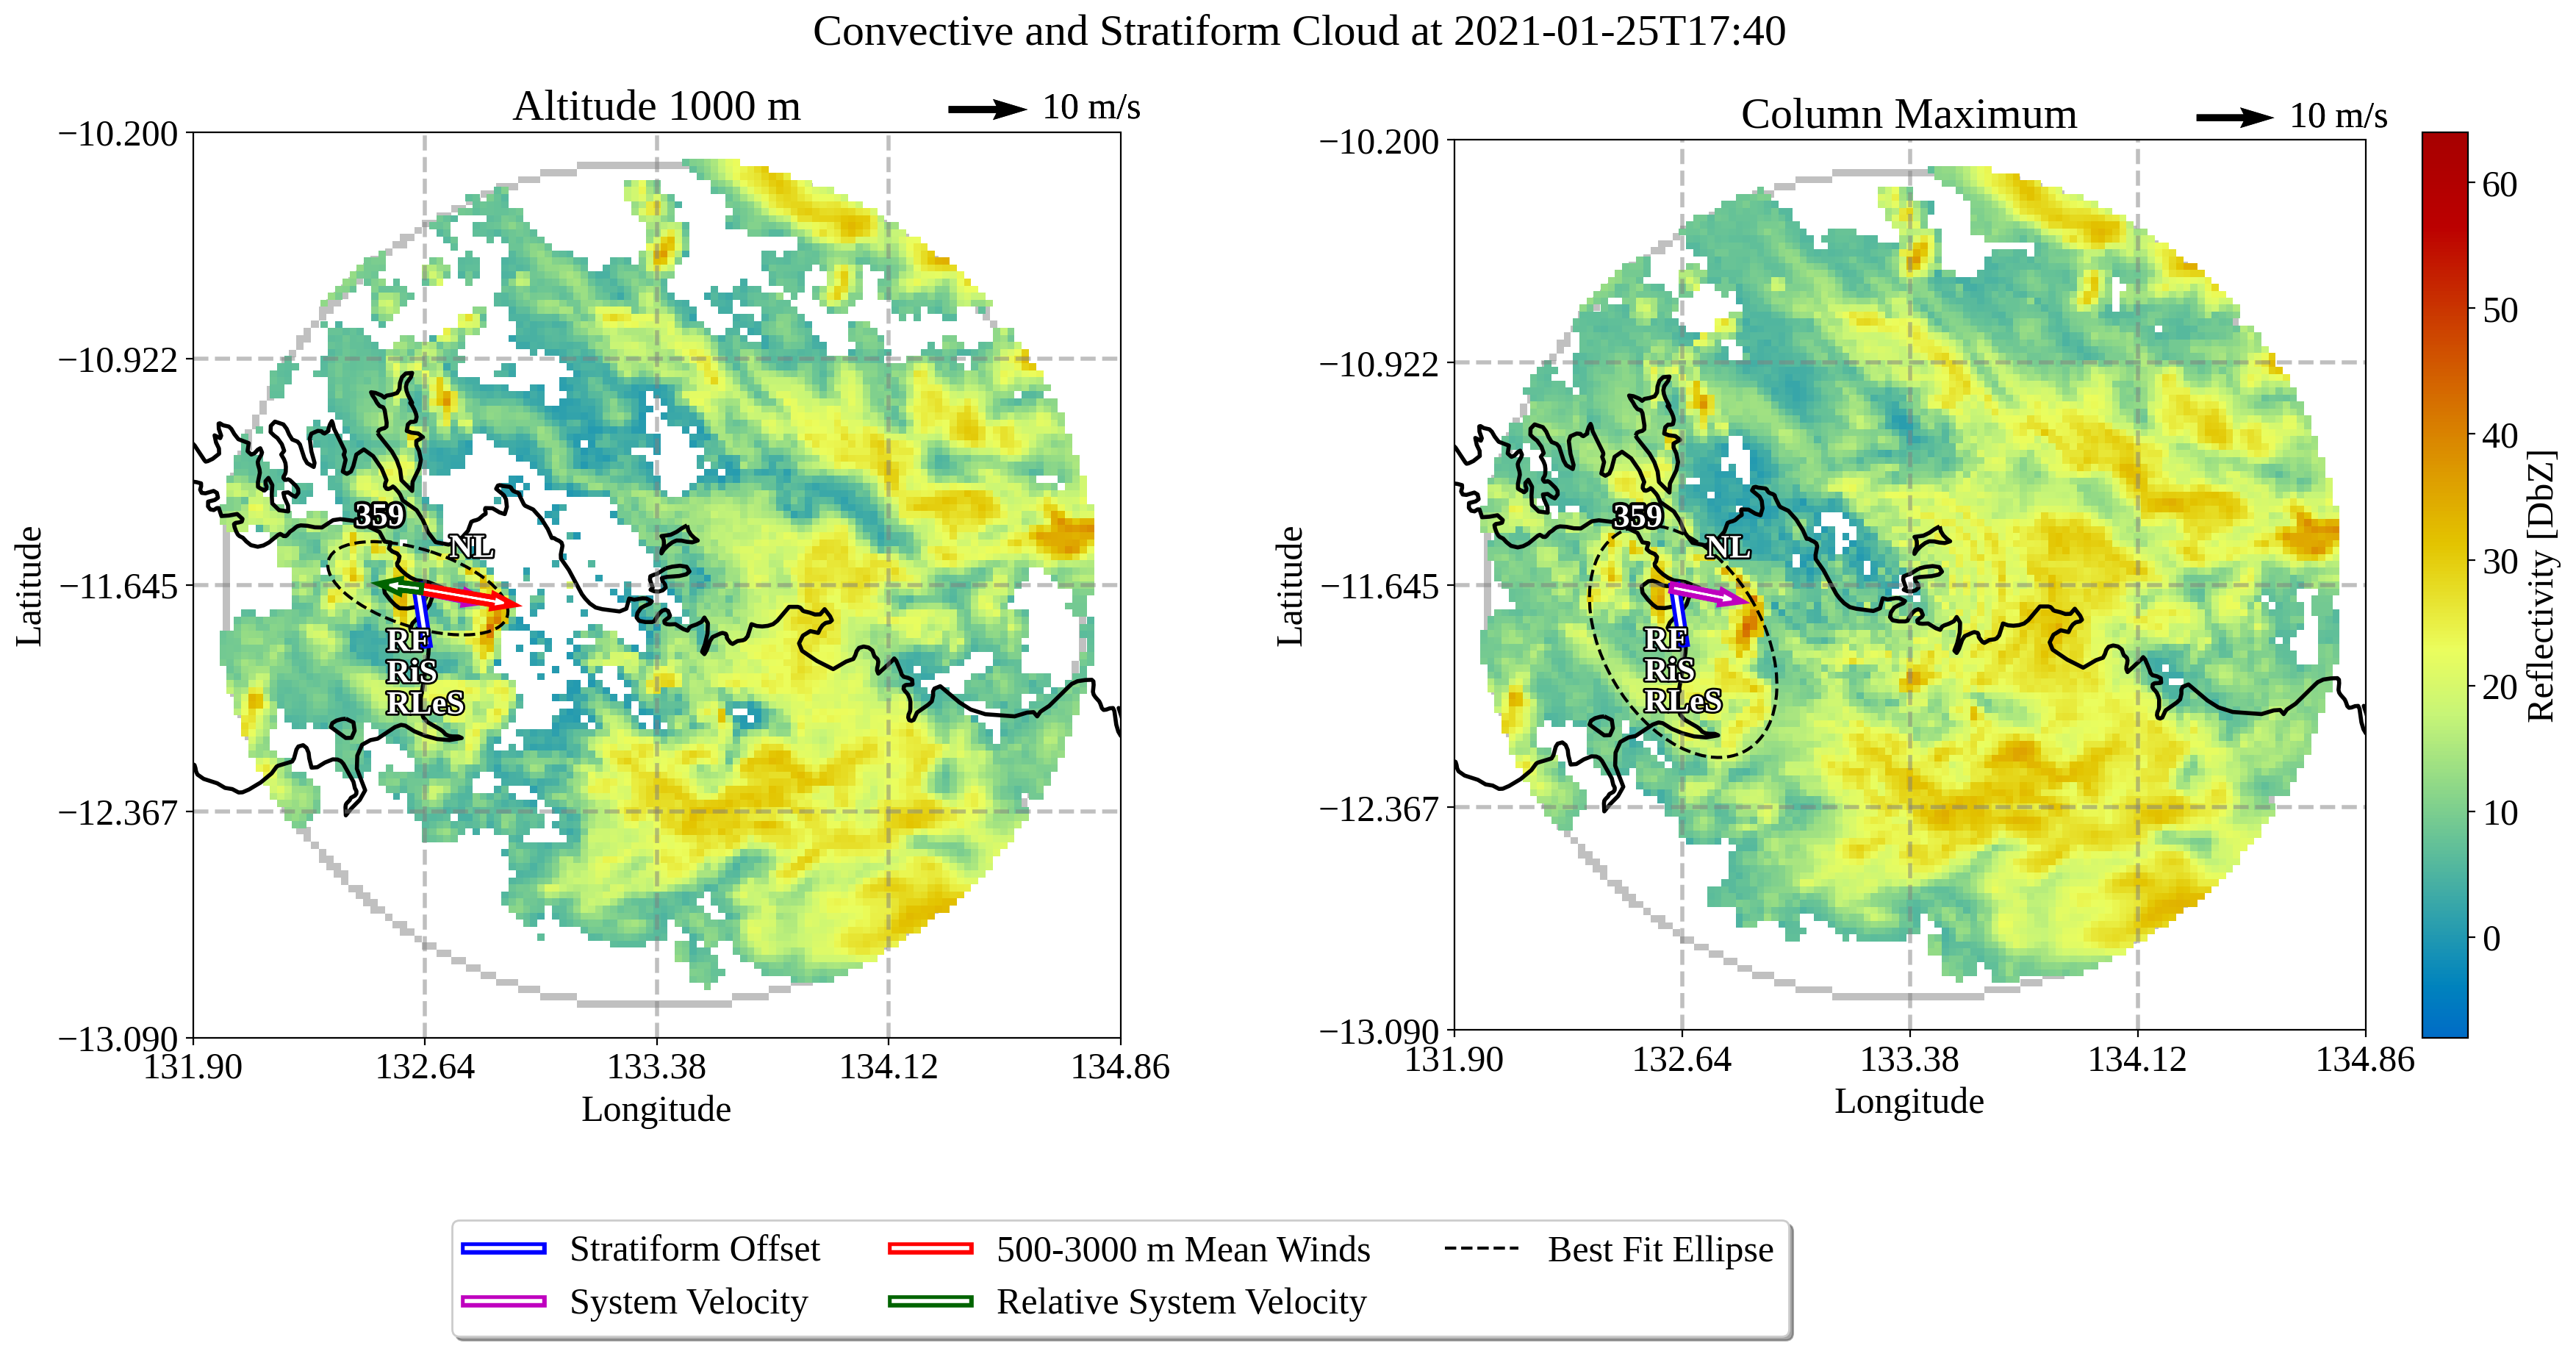 Convective and Stratiform Cloud at 2021-01-25T17:40
Altitude 1000 m
10 m/s
−10.200
−10.922
−11.645
−12.367
−13.090
131.90
132.64
133.38
134.12
134.86
Latitude
Longitude
359
NL
RF
RiS
RLeS
Column Maximum
10 m/s
−10.200
−10.922
−11.645
−12.367
−13.090
131.90
132.64
133.38
134.12
134.86
Latitude
Longitude
359
NL
RF
RiS
RLeS
60
50
40
30
20
10
0
Reflectivity [DbZ]
Stratiform Offset
500-3000 m Mean Winds
Best Fit Ellipse
System Velocity
Relative System Velocity